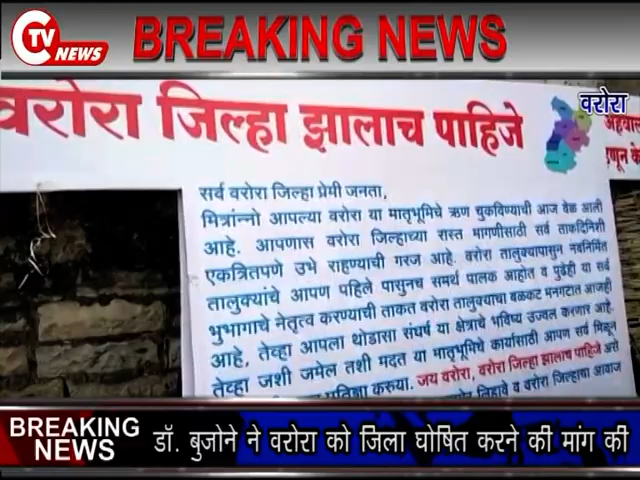 C TV NEWS
BREAKING NEWS
वरोरा
वरोरा जिल्हा झालाच पाहिजे
सर्व वरोरा जिल्हा प्रेमी जनता,
मित्रांन्नो आपल्या वरोरा या मातृभूमिचे ऋण चुकविण्याची आज वेळ आली
आहे. आपणास वरोरा जिल्हाच्या रास्त मागणीसाठी सर्व ताकदिनिशी
एकत्रितपणे उभे राहण्याची गरज आहे. वरोरा तालुक्यापासुन नवनिर्मित
तालुक्यांचे आपण पहिले पासुनच समर्थ पालक आहोत व पुढेही या सर्व
भुभागाचे नेतृत्व करण्याची ताकत वरोरा तालुक्याचा बळकट मनगटात आजही
आहे, तेव्हा आपला थोडासा संघर्ष या क्षेत्राचे भविष्य उज्वल करणार आहे.
तेव्हा जशी जमेल तशी मदत या मातृभूमिचे कार्यासाठी आपण सर्व मिळून
करुया. जय वरोरा, वरोरा जिल्हा झालाच पाहिजे असे
लिहावे व वरोरा जिल्हाचा आवाज
BREAKING NEWS
डॉ. बुजोने ने वरोरा को जिला घोषित करने की मांग की